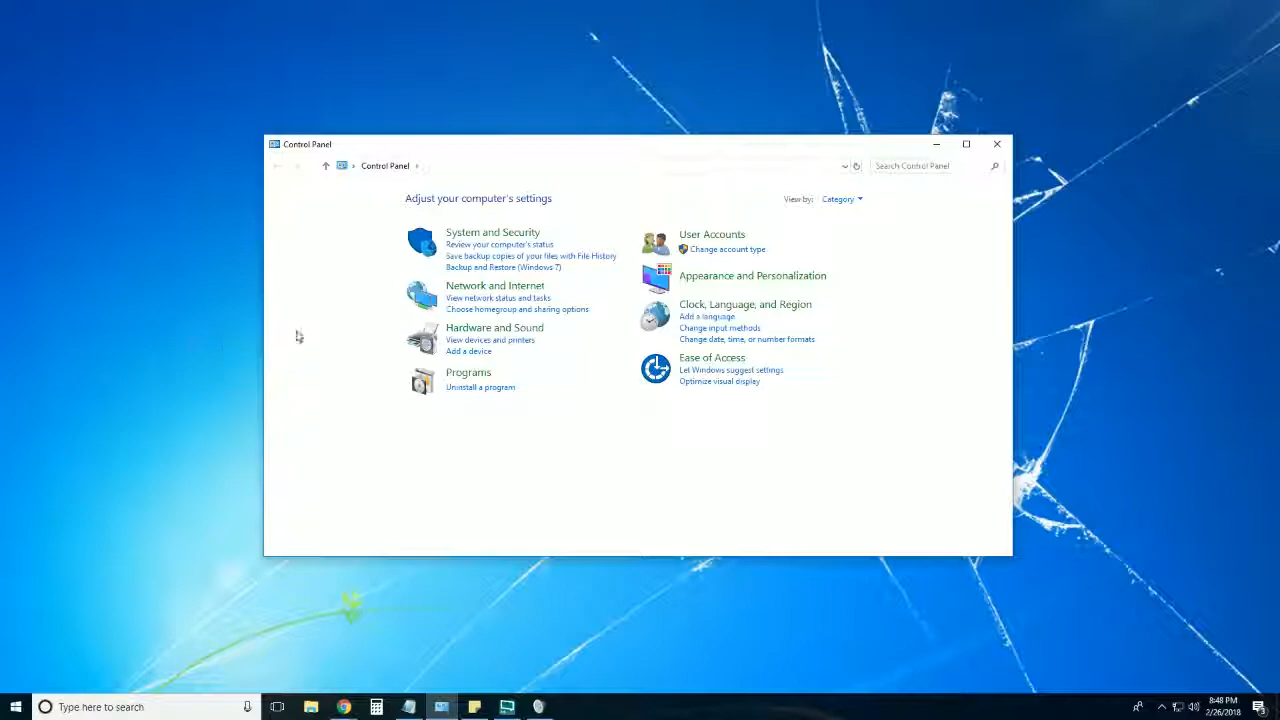 Control Panel
Control Panel
Search Control Panel
Adjust your computer's settings
View by: Category
System and Security
Review your computer's status
Save backup copies of your files with File History
Backup and Restore (Windows 7)
Network and Internet
View network status and tasks
Choose homegroup and sharing options
Hardware and Sound
View devices and printers
Add a device
Programs
Uninstall a program
User Accounts
Change account type
Appearance and Personalization
Clock, Language, and Region
Add a language
Change input methods
Change date, time, or number formats
Ease of Access
Let Windows suggest settings
Optimize visual display
Type here to search
8:48 PM
2/26/2018